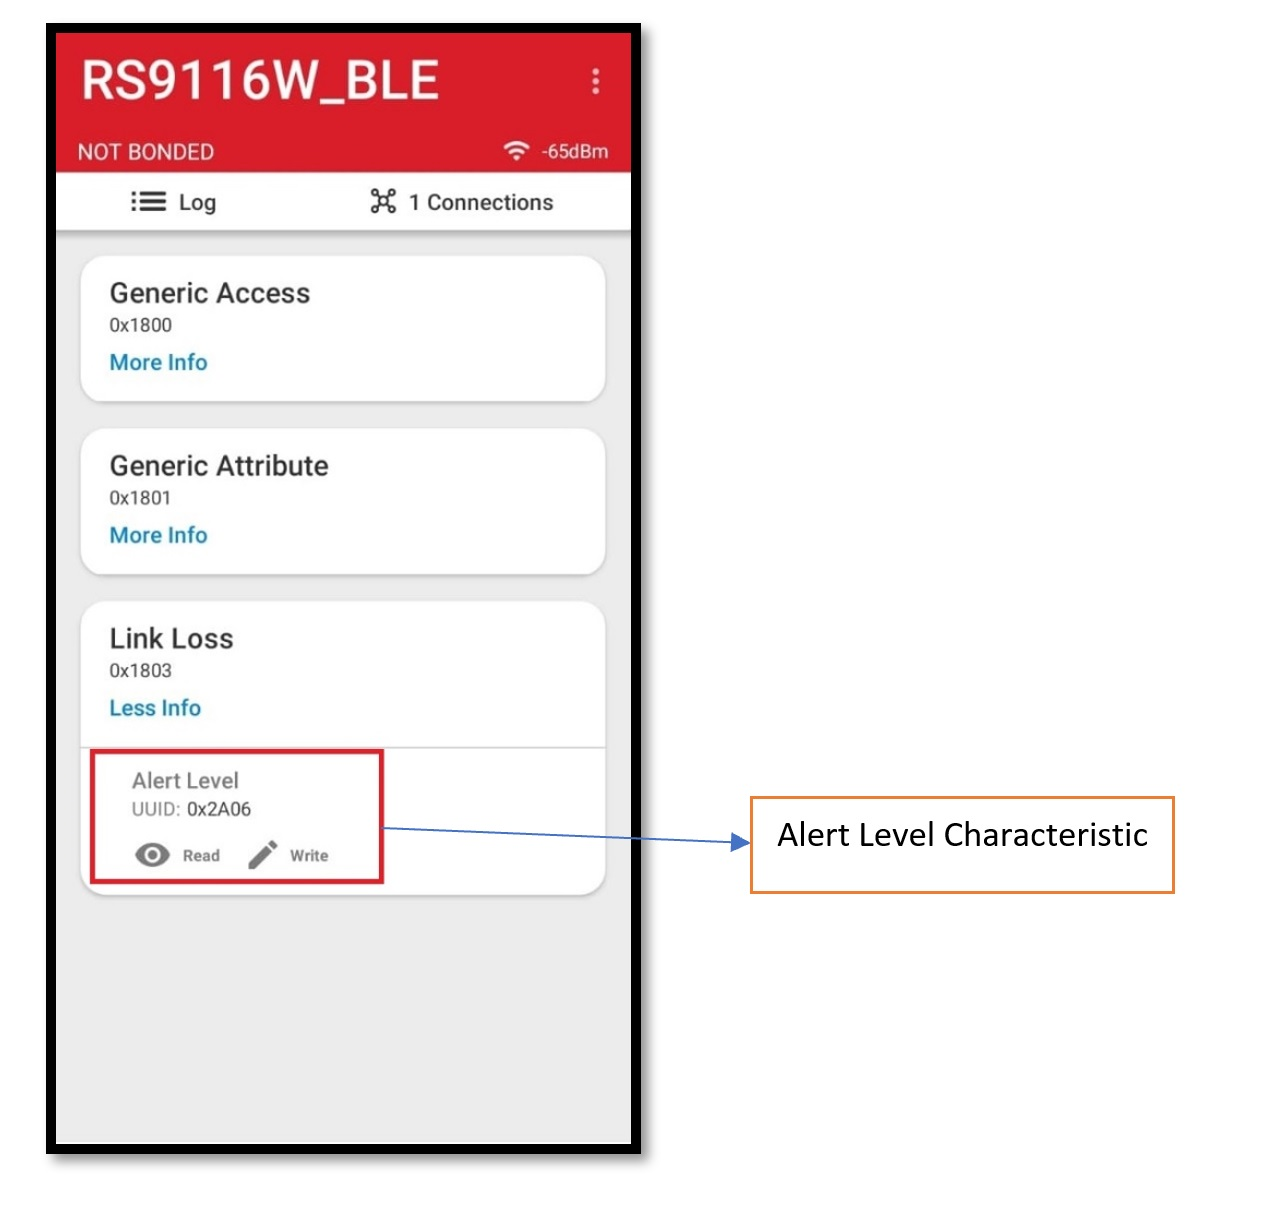 RS9116W_BLE
NOT BONDED
-65dBm
Log
1 Connections
Generic Access
0x1800
More Info
Generic Attribute
0x1801
More Info
Link Loss
0x1803
Less Info
Alert Level
UUID: 0x2A06
Read Write
Alert Level Characteristic